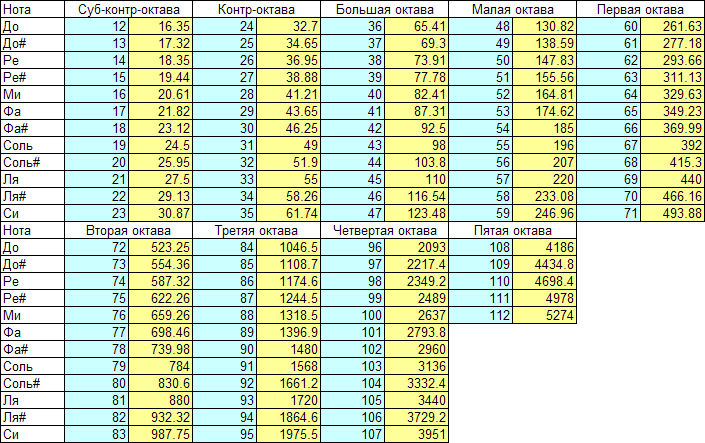 Нота Суб-контр-октава Контр-октава Большая октава Малая октава Первая октава
До 12 16.35 24 32.7 36 65.41 48 130.82 60 261.63
До# 13 17.32 25 34.65 37 69.3 49 138.59 61 277.18
Ре 14 18.35 26 36.95 38 73.91 50 147.83 62 293.66
Ре# 15 19.44 27 38.88 39 77.78 51 155.56 63 311.13
Ми 16 20.61 28 41.21 40 82.41 52 164.81 64 329.63
Фа 17 21.82 29 43.65 41 87.31 53 174.62 65 349.23
Фа# 18 23.12 30 46.25 42 92.5 54 185 66 369.99
Соль 19 24.5 31 49 43 98 55 196 67 392
Соль# 20 25.95 32 51.9 44 103.8 56 207 68 415.3
Ля 21 27.5 33 55 45 110 57 220 69 440
Ля# 22 29.13 34 58.26 46 116.54 58 233.08 70 466.16
Си 23 30.87 35 61.74 47 123.48 59 246.96 71 493.88
Нота Вторая октава Третяя октава Четвертая октава Пятая октава
До 72 523.25 84 1046.5 96 2093 108 4186
До# 73 554.36 85 1108.7 97 2217.4 109 4434.8
Ре 74 587.32 86 1174.6 98 2349.2 110 4698.4
Ре# 75 622.26 87 1244.5 99 2489 111 4978
Ми 76 659.26 88 1318.5 100 2637 112 5274
Фа 77 698.46 89 1396.9 101 2793.8
Фа# 78 739.98 90 1480 102 2960
Соль 79 784 91 1568 103 3136
Соль# 80 830.6 92 1661.2 104 3332.4
Ля 81 880 93 1720 105 3440
Ля# 82 932.32 94 1864.6 106 3729.2
Си 83 987.75 95 1975.5 107 3951